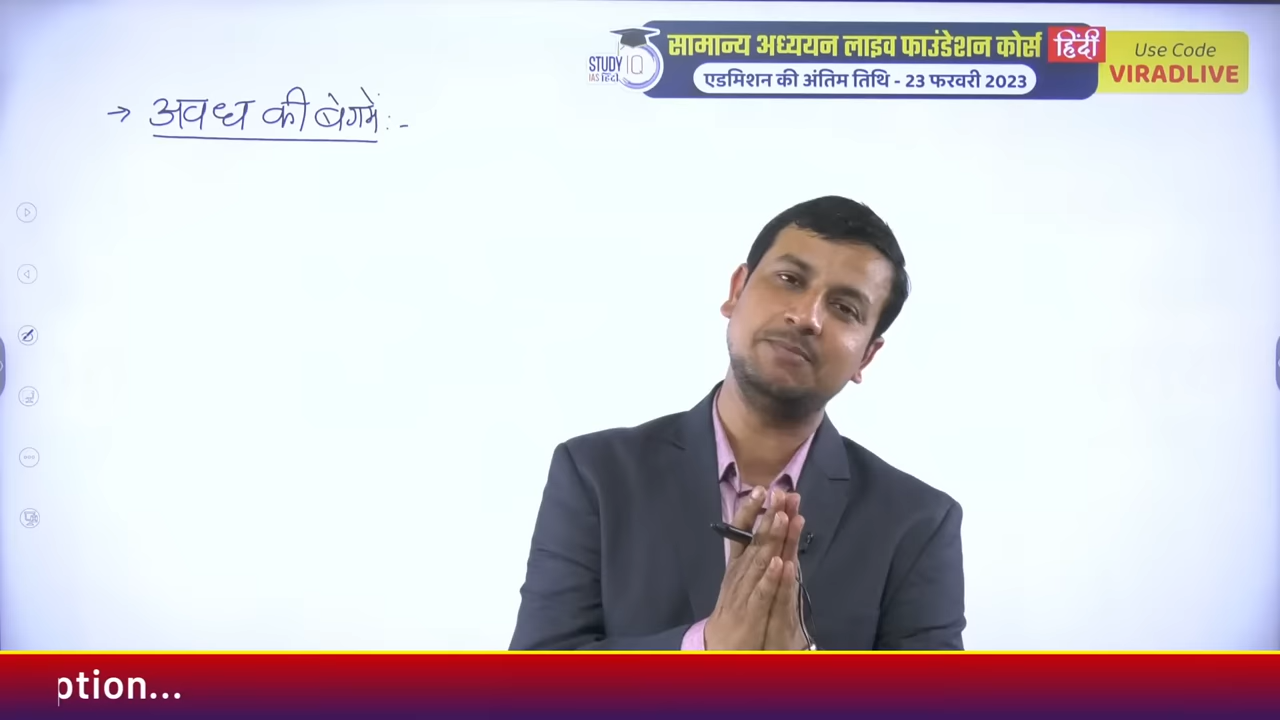 सामान्य अध्ययन लाइव फाउंडेशन कोर्स हिंदी
STUDY IQ
IAS हिंदी
एडमिशन की अंतिम तिथि - 23 फरवरी 2023
Use Code
VIRADLIVE
→ अवध की बेगमें :-
ption...